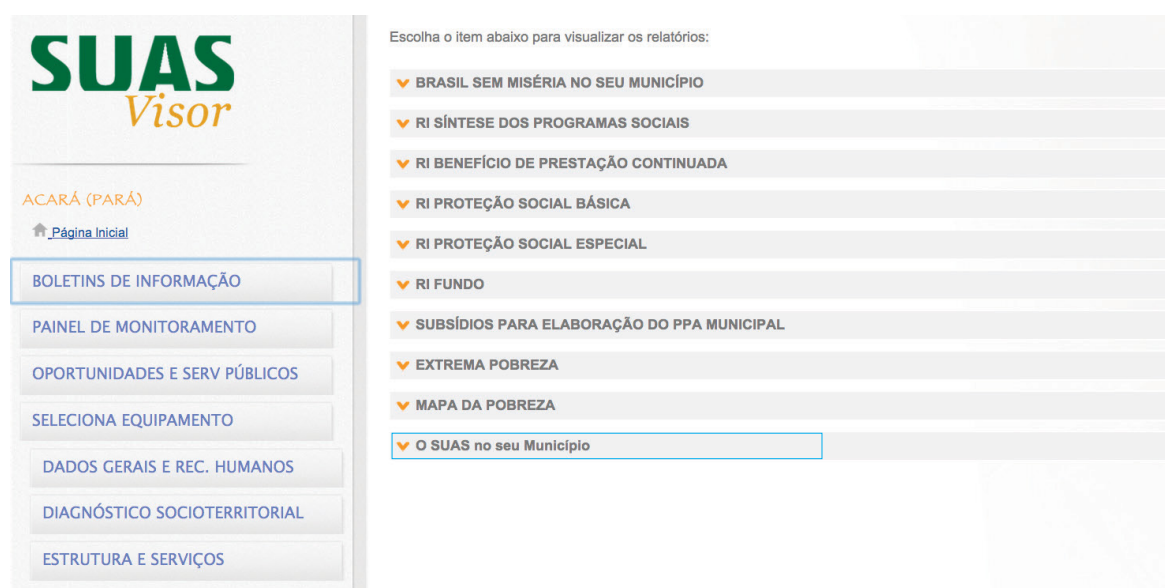 SUAS
Visor
ACARÁ (PARÁ)
Página Inicial
BOLETINS DE INFORMAÇÃO
PAINEL DE MONITORAMENTO
OPORTUNIDADES E SERV PÚBLICOS
SELECIONA EQUIPAMENTO
DADOS GERAIS E REC. HUMANOS
DIAGNÓSTICO SOCIOTERRITORIAL
ESTRUTURA E SERVIÇOS
Escolha o item abaixo para visualizar os relatórios:
BRASIL SEM MISÉRIA NO SEU MUNICÍPIO
RI SÍNTESE DOS PROGRAMAS SOCIAIS
RI BENEFÍCIO DE PRESTAÇÃO CONTINUADA
RI PROTEÇÃO SOCIAL BÁSICA
RI PROTEÇÃO SOCIAL ESPECIAL
RI FUNDO
SUBSÍDIOS PARA ELABORAÇÃO DO PPA MUNICIPAL
EXTREMA POBREZA
MAPA DA POBREZA
O SUAS no seu Município